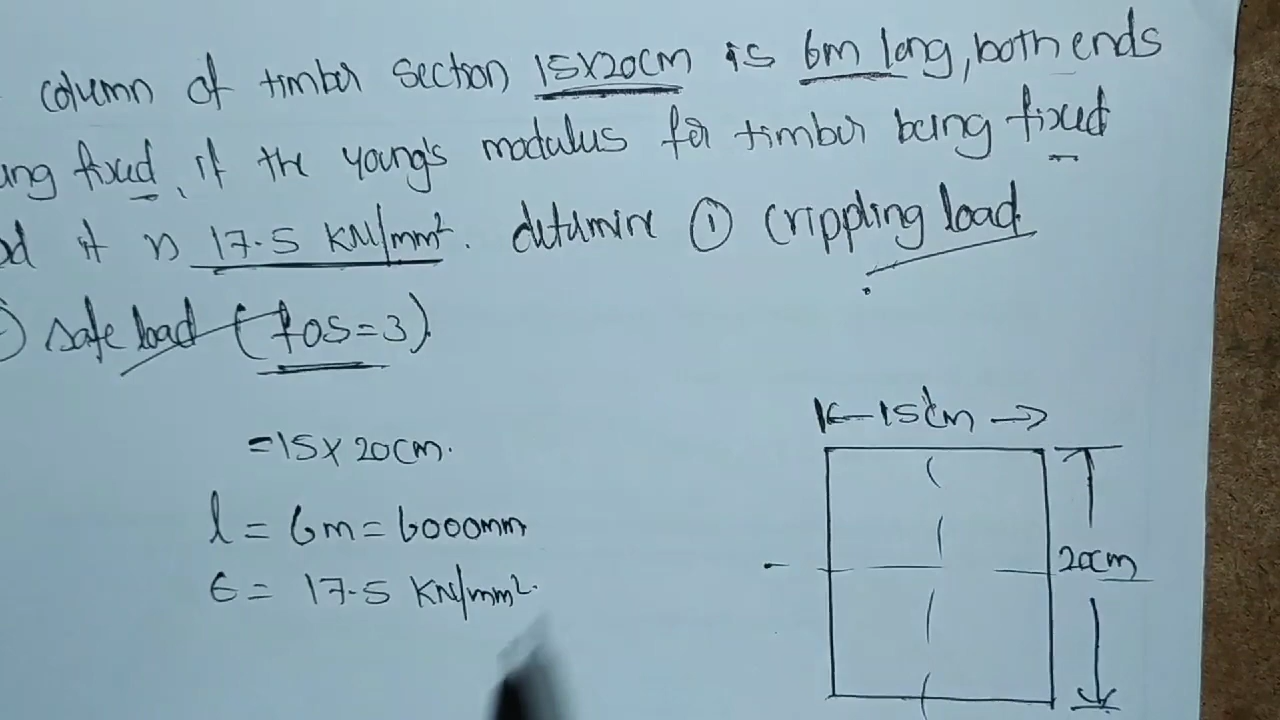 column of timber section 15x20cm is 6m long, both ends
ing fixed, if the young's modulus for timber being fixed
od it is 17.5 KN/mm². determine ① crippling load
safe load (fos=3)
=15x20cm.
l = 6m = 6000mm
E = 17.5 KN/mm².
15cm
20cm